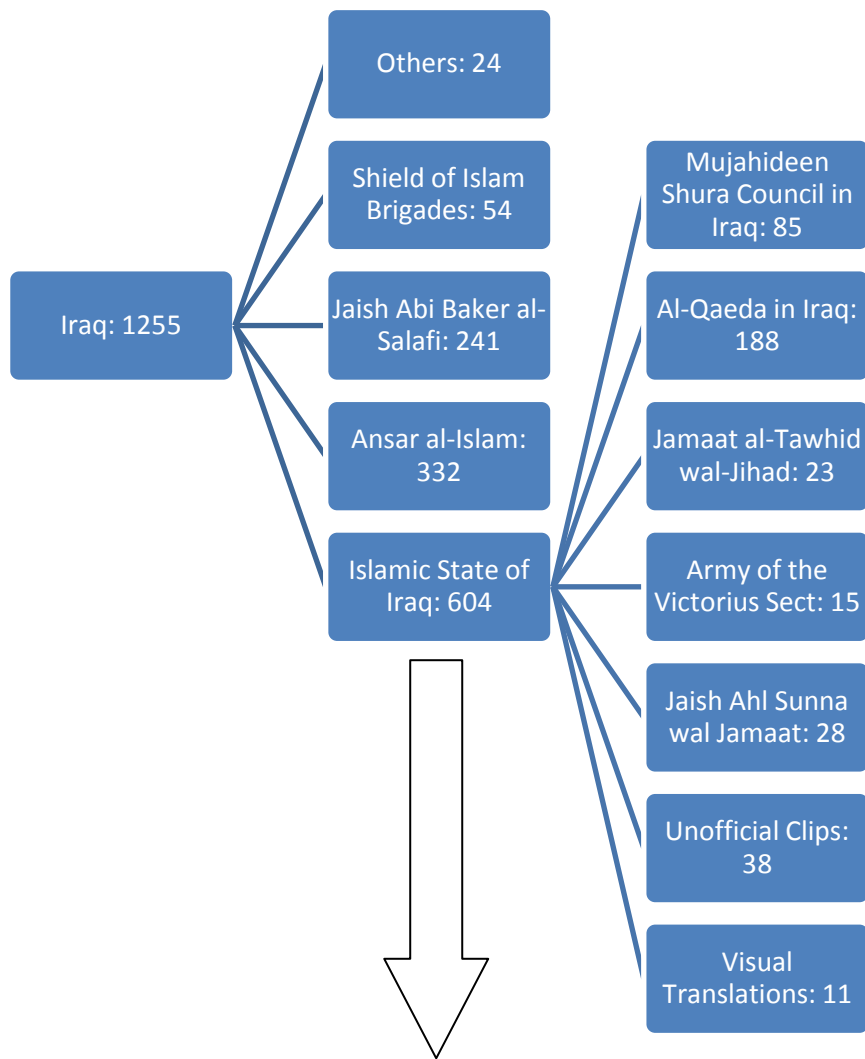 Others: 24
Shield of Islam
Brigades: 54
Mujahideen
Shura Council in
Iraq: 85
Iraq: 1255
Jaish Abi Baker al-
Salafi: 241
Al-Qaeda in Iraq:
188
Ansar al-Islam:
332
Jamaat al-Tawhid
wal-Jihad: 23
Islamic State of
Iraq: 604
Army of the
Victorius Sect: 15
Jaish Ahl Sunna
wal Jamaat: 28
Unofficial Clips:
38
Visual
Translations: 11